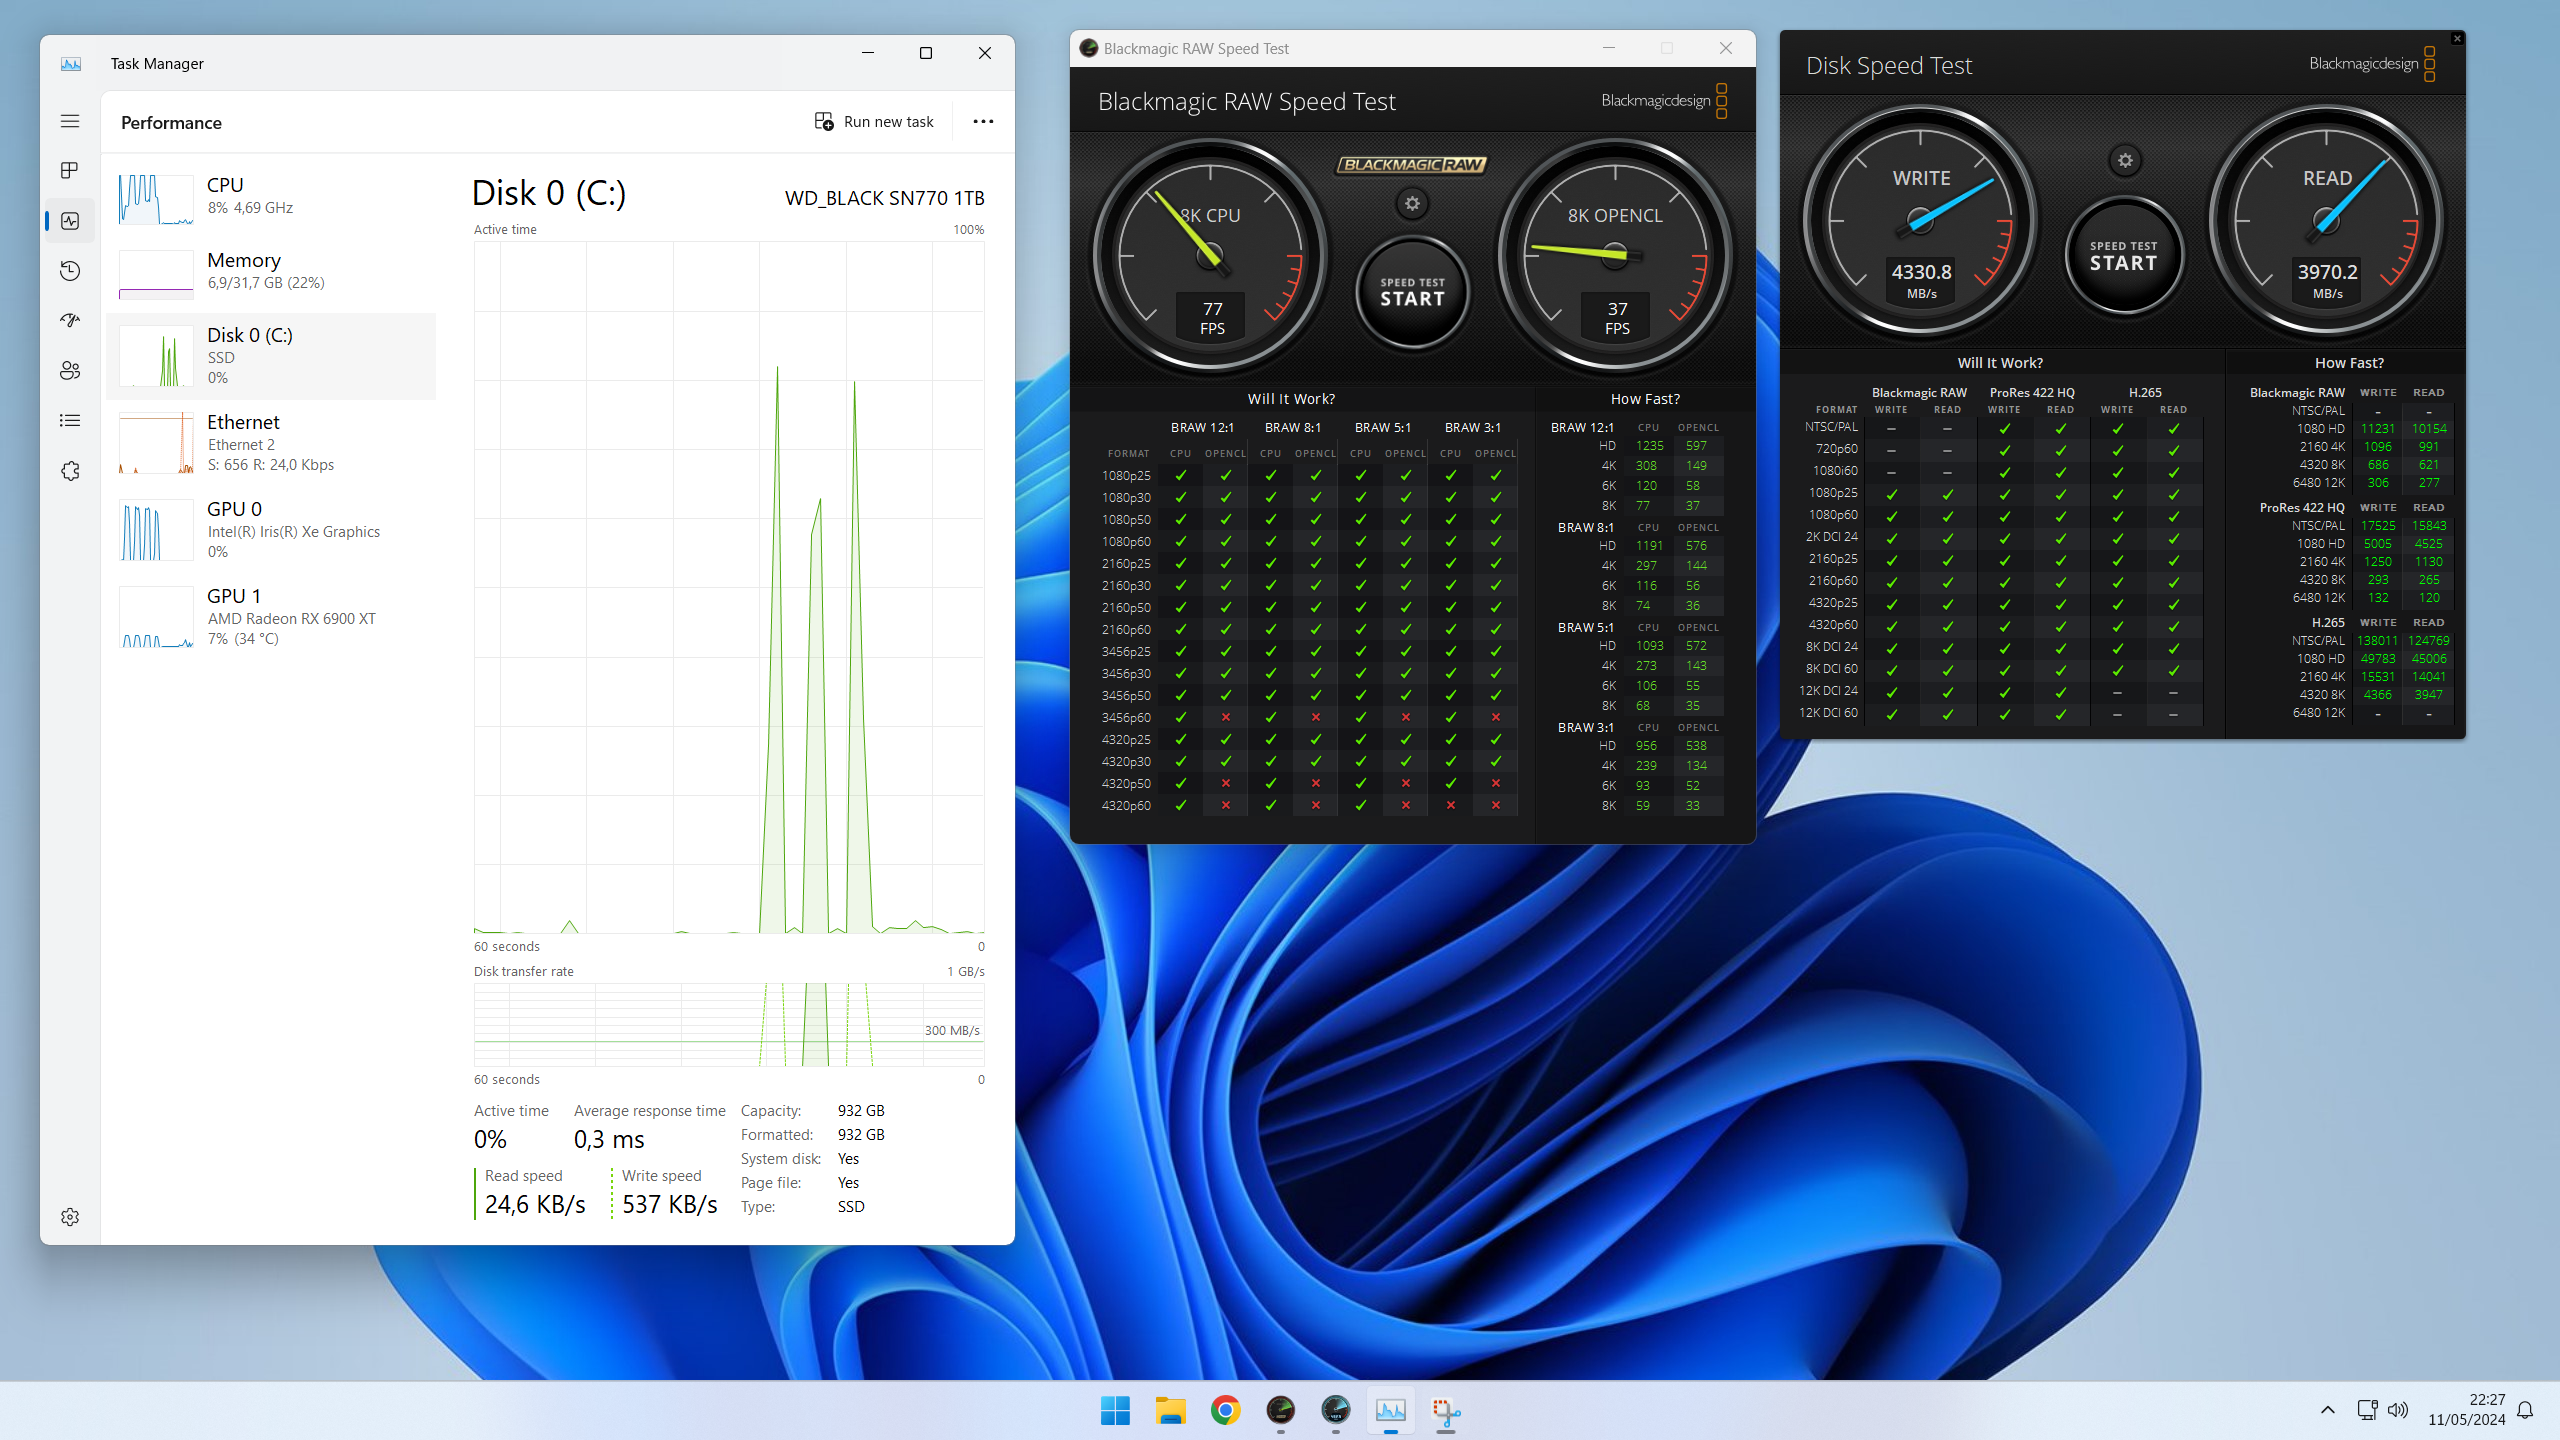 Task Manager
Performance
Run new task
CPU
8% 4,69 GHz
Memory
6,9/31,7 GB (22%)
Disk 0 (C:)
SSD
0%
Ethernet
Ethernet 2
S: 656 R: 24,0 Kbps
GPU 0
Intel(R) Iris(R) Xe Graphics
0%
GPU 1
AMD Radeon RX 6900 XT
7% (34 °C)
Disk 0 (C:) WD_BLACK SN770 1TB
Active time 100%
60 seconds 0
Disk transfer rate 1 GB/s
300 MB/s
60 seconds 0
Active time Average response time
0% 0,3 ms
Read speed Write speed
24,6 KB/s 537 KB/s
Capacity: 932 GB
Formatted: 932 GB
System disk: Yes
Page file: Yes
Type: SSD
Blackmagic RAW Speed Test
Blackmagic RAW Speed Test Blackmagicdesign
BLACKMAGIC RAW
8K CPU
77
FPS
SPEED TEST
START
8K OPENCL
37
FPS
Will It Work?
BRAW 12:1 BRAW 8:1 BRAW 5:1 BRAW 3:1
FORMAT CPU OPENCL CPU OPENCL CPU OPENCL CPU OPENCL
1080p25 ✓ ✓ ✓ ✓ ✓ ✓ ✓ ✓
1080p30 ✓ ✓ ✓ ✓ ✓ ✓ ✓ ✓
1080p50 ✓ ✓ ✓ ✓ ✓ ✓ ✓ ✓
1080p60 ✓ ✓ ✓ ✓ ✓ ✓ ✓ ✓
2160p25 ✓ ✓ ✓ ✓ ✓ ✓ ✓ ✓
2160p30 ✓ ✓ ✓ ✓ ✓ ✓ ✓ ✓
2160p50 ✓ ✓ ✓ ✓ ✓ ✓ ✓ ✓
2160p60 ✓ ✓ ✓ ✓ ✓ ✓ ✓ ✓
3456p25 ✓ ✓ ✓ ✓ ✓ ✓ ✓ ✓
3456p30 ✓ ✓ ✓ ✓ ✓ ✓ ✓ ✓
3456p50 ✓ ✓ ✓ ✓ ✓ ✓ ✓ ✓
3456p60 ✓ × ✓ × ✓ × ✓ ×
4320p25 ✓ ✓ ✓ ✓ ✓ ✓ ✓ ✓
4320p30 ✓ ✓ ✓ ✓ ✓ ✓ ✓ ✓
4320p50 ✓ × ✓ × ✓ × ✓ ×
4320p60 ✓ × ✓ × ✓ × × ×
How Fast?
BRAW 12:1 CPU OPENCL
HD 1235 597
4K 308 149
6K 120 58
8K 77 37
BRAW 8:1 CPU OPENCL
HD 1191 576
4K 297 144
6K 116 56
8K 74 36
BRAW 5:1 CPU OPENCL
HD 1093 572
4K 273 143
6K 106 55
8K 68 35
BRAW 3:1 CPU OPENCL
HD 956 538
4K 239 134
6K 93 52
8K 59 33
Disk Speed Test Blackmagicdesign
WRITE
4330.8
MB/s
SPEED TEST
START
READ
3970.2
MB/s
Will It Work?
Blackmagic RAW ProRes 422 HQ H.265
FORMAT WRITE READ WRITE READ WRITE READ
NTSC/PAL – – ✓ ✓ ✓ ✓
720p60 – – ✓ ✓ ✓ ✓
1080i60 – – ✓ ✓ ✓ ✓
1080p25 ✓ ✓ ✓ ✓ ✓ ✓
1080p60 ✓ ✓ ✓ ✓ ✓ ✓
2K DCI 24 ✓ ✓ ✓ ✓ ✓ ✓
2160p25 ✓ ✓ ✓ ✓ ✓ ✓
2160p60 ✓ ✓ ✓ ✓ ✓ ✓
4320p25 ✓ ✓ ✓ ✓ ✓ ✓
4320p60 ✓ ✓ ✓ ✓ ✓ ✓
8K DCI 24 ✓ ✓ ✓ ✓ ✓ ✓
8K DCI 60 ✓ ✓ ✓ ✓ ✓ ✓
12K DCI 24 ✓ ✓ ✓ ✓ – –
12K DCI 60 ✓ ✓ ✓ ✓ – –
How Fast?
Blackmagic RAW WRITE READ
NTSC/PAL - -
1080 HD 11231 10154
2160 4K 1096 991
4320 8K 686 621
6480 12K 306 277
ProRes 422 HQ WRITE READ
NTSC/PAL 17525 15843
1080 HD 5005 4525
2160 4K 1250 1130
4320 8K 293 265
6480 12K 132 120
H.265 WRITE READ
NTSC/PAL 138011 124769
1080 HD 49783 45006
2160 4K 15531 14041
4320 8K 4366 3947
6480 12K - -
22:27
11/05/2024